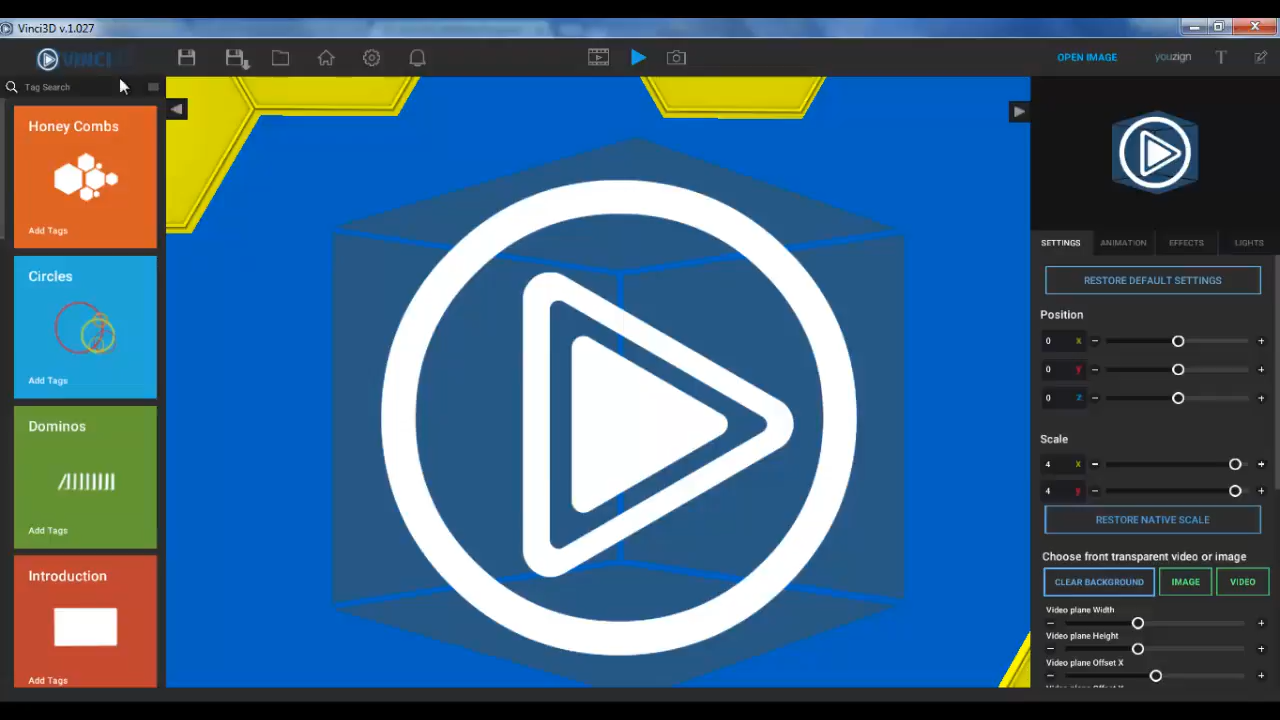 Vinci3D v.1.027
VINCI
OPEN IMAGE
youzign
T
Tag Search
Honey Combs
Add Tags
Circles
Add Tags
Dominos
Add Tags
Introduction
Add Tags
SETTINGS
ANIMATION
EFFECTS
LIGHTS
RESTORE DEFAULT SETTINGS
Position
0 x
0 y
0 z
Scale
4 x
4 y
RESTORE NATIVE SCALE
Choose front transparent video or image
CLEAR BACKGROUND
IMAGE
VIDEO
Video plane Width
Video plane Height
Video plane Offset X